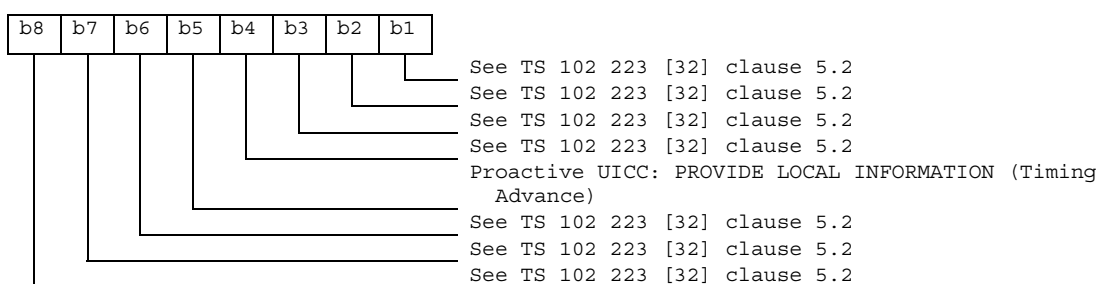 b8 b7 b6 b5 b4 b3 b2 b1
See TS 102 223 [32] clause 5.2
See TS 102 223 [32] clause 5.2
See TS 102 223 [32] clause 5.2
See TS 102 223 [32] clause 5.2
Proactive UICC: PROVIDE LOCAL INFORMATION (Timing
Advance)
See TS 102 223 [32] clause 5.2
See TS 102 223 [32] clause 5.2
See TS 102 223 [32] clause 5.2